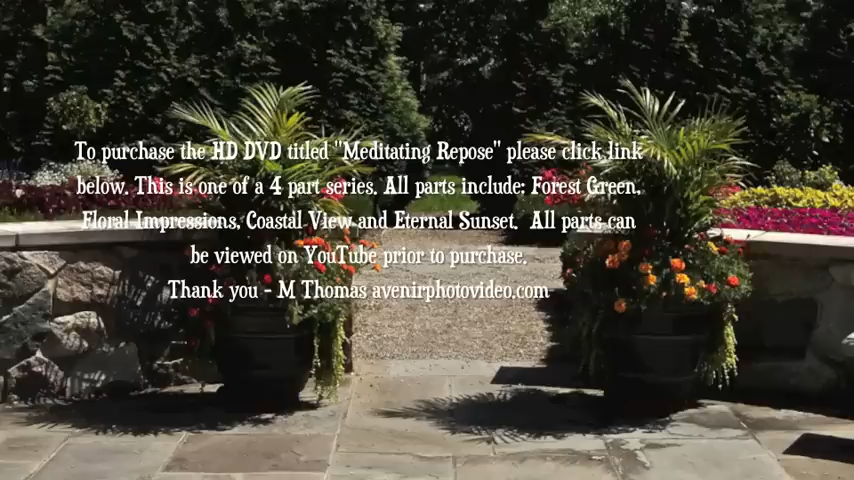 To purchase the HD DVD titled "Meditating Repose" please click link
below. This is one of a 4 part series. All parts include: Forest Green,
Floral Impressions, Coastal View and Eternal Sunset.  All parts can
be viewed on YouTube prior to purchase.
Thank you - M Thomas avenirphotovideo.com